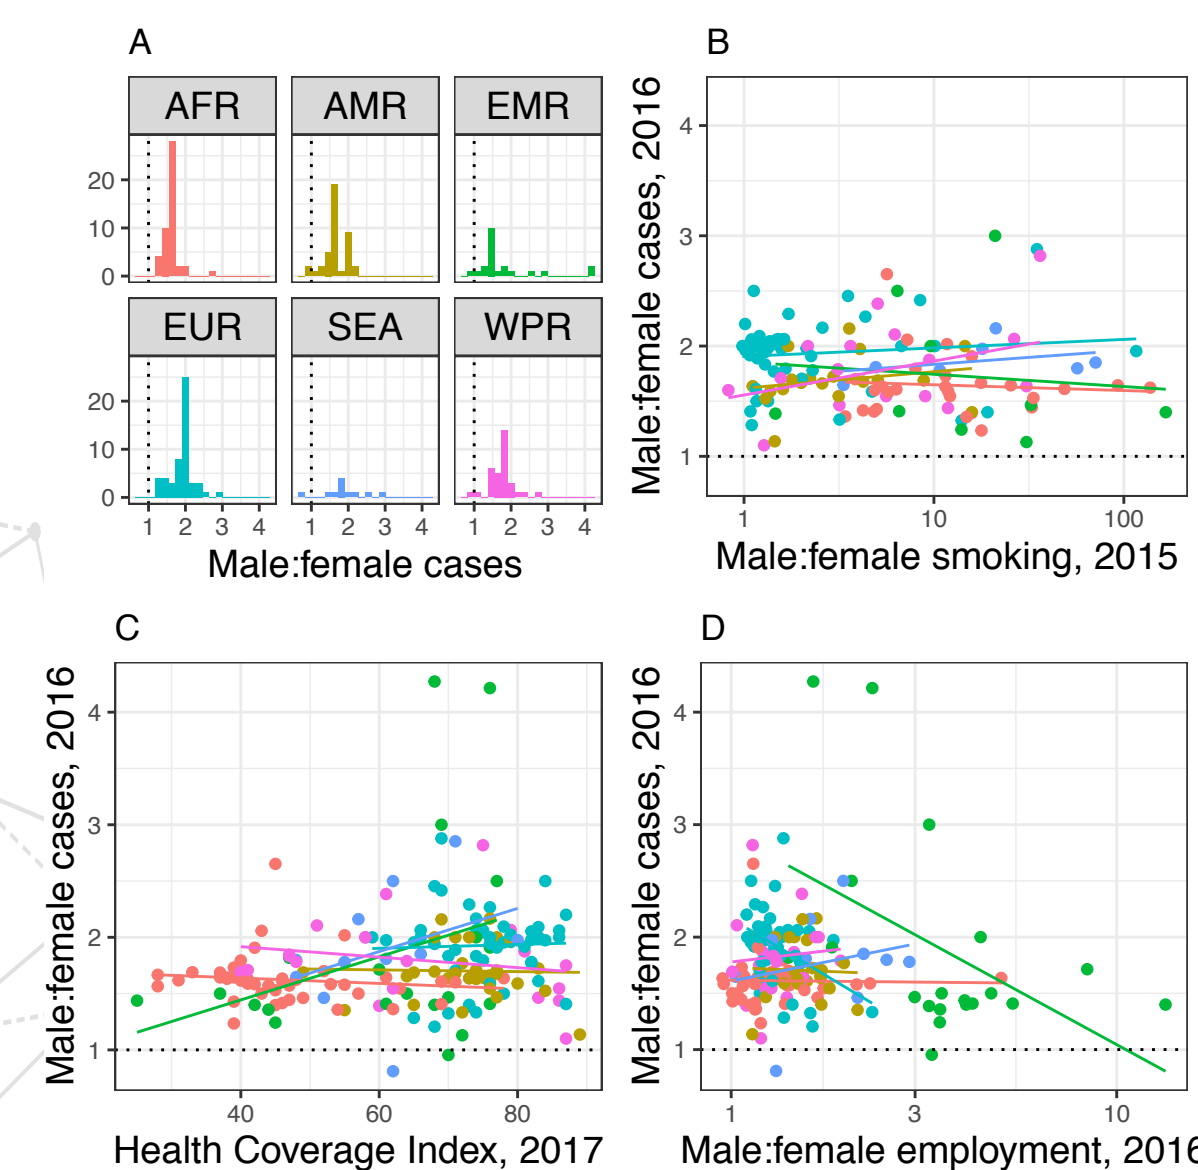 A
AFR AMR EMR
20
10
0
EUR SEA WPR
20
10
0
1 2 3 4 1 2 3 4 1 2 3 4
Male:female cases
B
Male:female cases, 2016
4
3
2
1
1 10 100
Male:female smoking, 2015
C
Male:female cases, 2016
4
3
2
1
40 60 80
Health Coverage Index, 2017
D
Male:female cases, 2016
4
3
2
1
1 3 10
Male:female employment, 2016